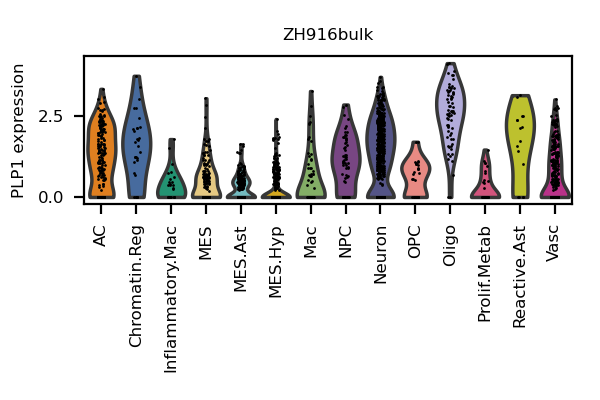 ZH916bulk
PLP1 expression
2.5
0.0
AC
Chromatin.Reg
Inflammatory.Mac
MES
MES.Ast
MES.Hyp
Mac
NPC
Neuron
OPC
Oligo
Prolif.Metab
Reactive.Ast
Vasc